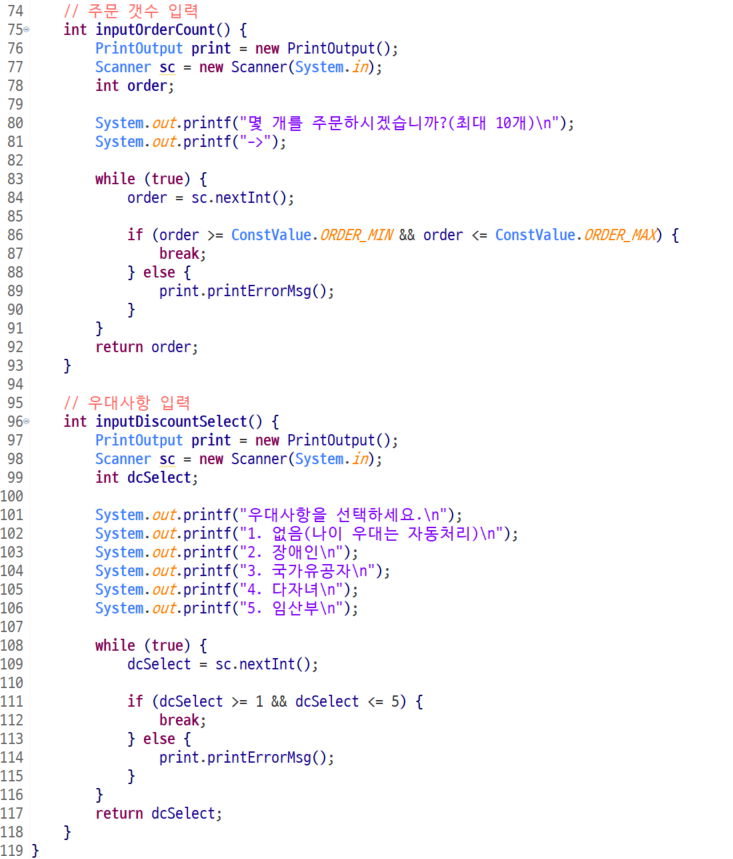 74 // 주문 갯수 입력
75 int inputOrderCount() {
76 PrintOutput print = new PrintOutput();
77 Scanner sc = new Scanner(System.in);
78 int order;
79
80 System.out.printf("몇 개를 주문하시겠습니까?(최대 10개)\n");
81 System.out.printf("->");
82
83 while (true) {
84 order = sc.nextInt();
85
86 if (order >= ConstValue.ORDER_MIN && order <= ConstValue.ORDER_MAX) {
87 break;
88 } else {
89 print.printErrorMsg();
90 }
91 }
92 return order;
93 }
94
95 // 우대사항 입력
96 int inputDiscountSelect() {
97 PrintOutput print = new PrintOutput();
98 Scanner sc = new Scanner(System.in);
99 int dcSelect;
100
101 System.out.printf("우대사항을 선택하세요.\n");
102 System.out.printf("1. 없음(나이 우대는 자동처리)\n");
103 System.out.printf("2. 장애인\n");
104 System.out.printf("3. 국가유공자\n");
105 System.out.printf("4. 다자녀\n");
106 System.out.printf("5. 임산부\n");
107
108 while (true) {
109 dcSelect = sc.nextInt();
110
111 if (dcSelect >= 1 && dcSelect <= 5) {
112 break;
113 } else {
114 print.printErrorMsg();
115 }
116 }
117 return dcSelect;
118 }
119 }